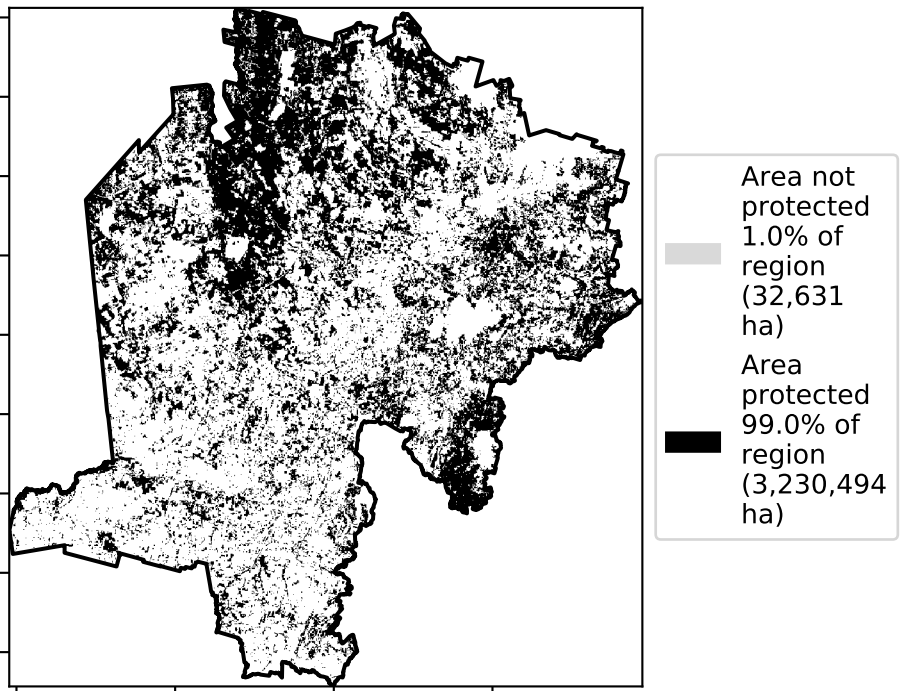 Area not
protected
1.0% of
region
(32,631
ha)
Area
protected
99.0% of
region
(3,230,494
ha)